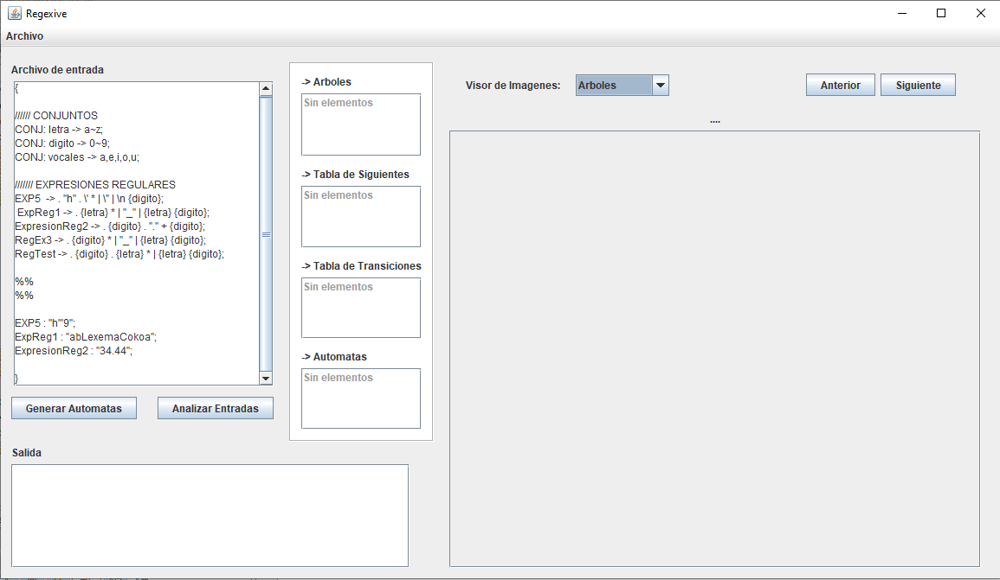 Regexive
Archivo
Archivo de entrada
{
////// CONJUNTOS
CONJ: letra -> a~z;
CONJ: digito -> 0~9;
CONJ: vocales -> a,e,i,o,u;
/////// EXPRESIONES REGULARES
EXP5  -> . "h" . \' * | \" | \n {digito};
ExpReg1 -> . {letra} * | "_" | {letra} {digito};
ExpresionReg2 -> . {digito} . "." + {digito};
RegEx3 -> . {digito} * | "_" | {letra} {digito};
RegTest -> . {digito} . {letra} * | {letra} {digito};
%%
%%
EXP5 : "h'"9";
ExpReg1 : "abLexemaCokoa";
ExpresionReg2 : "34.44";
}
Generar Automatas
Analizar Entradas
Salida
-> Arboles
Sin elementos
-> Tabla de Siguientes
Sin elementos
-> Tabla de Transiciones
Sin elementos
-> Automatas
Sin elementos
Visor de Imagenes:
Arboles
Anterior
Siguiente
....